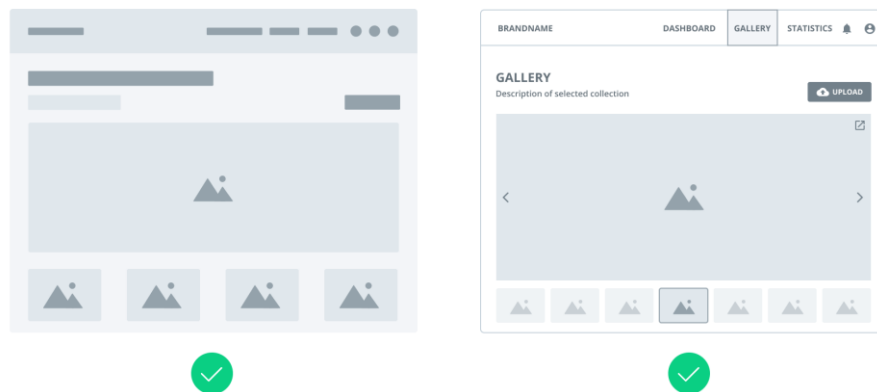 BRANDNAME DASHBOARD GALLERY STATISTICS
GALLERY
Description of selected collection
UPLOAD